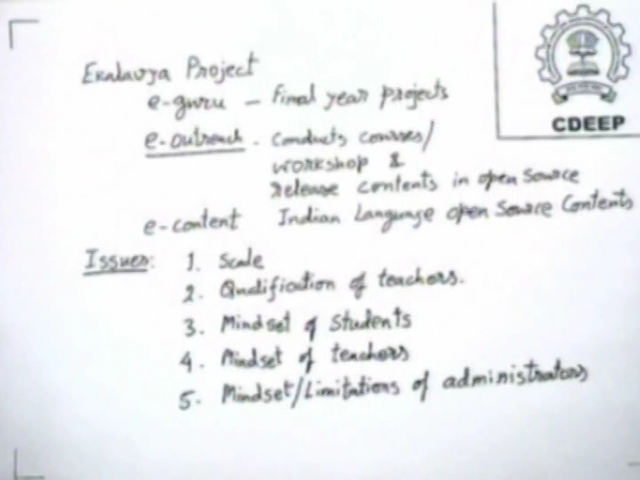 Ekalavya Project
e-guru - Final year projects
e-outreach - Conducts courses/
workshop &
release contents in open source
e-content Indian Language open source Contents
Issues: 1. Scale
2. Qualification of teachers.
3. Mindset of Students
4. Mindset of teachers
5. Mindset/Limitations of administrators
CDEEP